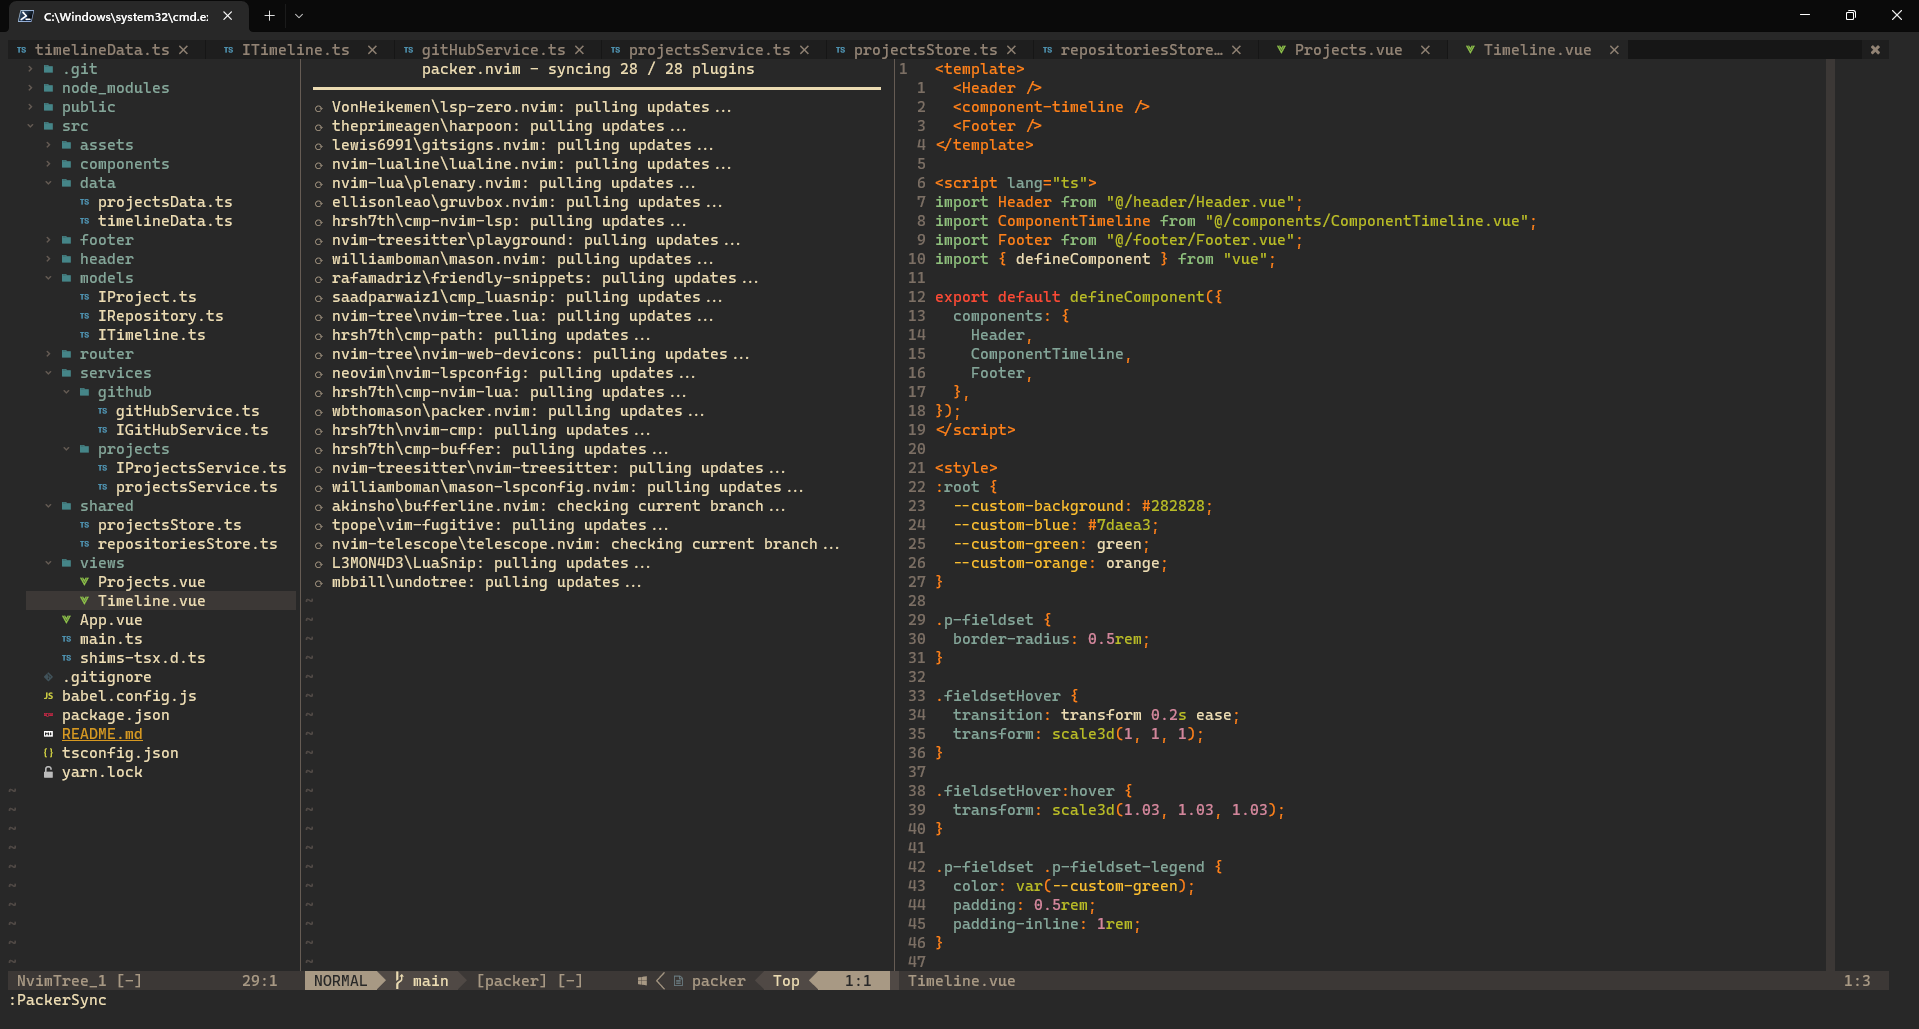 C:\Windows\system32\cmd.e
TS timelineData.ts
TS ITimeline.ts
TS gitHubService.ts
TS projectsService.ts
TS projectsStore.ts
TS repositoriesStore…
Projects.vue
Timeline.vue
.git
node_modules
public
src
assets
components
data
TS projectsData.ts
TS timelineData.ts
footer
header
models
TS IProject.ts
TS IRepository.ts
TS ITimeline.ts
router
services
github
TS gitHubService.ts
TS IGitHubService.ts
projects
TS IProjectsService.ts
TS projectsService.ts
shared
TS projectsStore.ts
TS repositoriesStore.ts
views
Projects.vue
Timeline.vue
App.vue
TS main.ts
TS shims-tsx.d.ts
.gitignore
JS babel.config.js
package.json
README.md
{} tsconfig.json
yarn.lock
NvimTree_1 [-] 29:1
packer.nvim - syncing 28 / 28 plugins
VonHeikemen\lsp-zero.nvim: pulling updates...
theprimeagen\harpoon: pulling updates...
lewis6991\gitsigns.nvim: pulling updates...
nvim-lualine\lualine.nvim: pulling updates...
nvim-lua\plenary.nvim: pulling updates...
ellisonleao\gruvbox.nvim: pulling updates...
hrsh7th\cmp-nvim-lsp: pulling updates...
nvim-treesitter\playground: pulling updates...
williamboman\mason.nvim: pulling updates...
rafamadriz\friendly-snippets: pulling updates...
saadparwaiz1\cmp_luasnip: pulling updates...
nvim-tree\nvim-tree.lua: pulling updates...
hrsh7th\cmp-path: pulling updates...
nvim-tree\nvim-web-devicons: pulling updates...
neovim\nvim-lspconfig: pulling updates...
hrsh7th\cmp-nvim-lua: pulling updates...
wbthomason\packer.nvim: pulling updates...
hrsh7th\nvim-cmp: pulling updates...
hrsh7th\cmp-buffer: pulling updates...
nvim-treesitter\nvim-treesitter: pulling updates...
williamboman\mason-lspconfig.nvim: pulling updates...
akinsho\bufferline.nvim: checking current branch...
tpope\vim-fugitive: pulling updates...
nvim-telescope\telescope.nvim: checking current branch...
L3MON4D3\LuaSnip: pulling updates...
mbbill\undotree: pulling updates...
NORMAL main [packer] [-] packer Top 1:1
1 <template>
1 <Header />
2 <component-timeline />
3 <Footer />
4 </template>
5
6 <script lang="ts">
7 import Header from "@/header/Header.vue";
8 import ComponentTimeline from "@/components/ComponentTimeline.vue";
9 import Footer from "@/footer/Footer.vue";
10 import { defineComponent } from "vue";
11
12 export default defineComponent({
13 components: {
14 Header,
15 ComponentTimeline,
16 Footer,
17 },
18 });
19 </script>
20
21 <style>
22 :root {
23 --custom-background: #282828;
24 --custom-blue: #7daea3;
25 --custom-green: green;
26 --custom-orange: orange;
27 }
28
29 .p-fieldset {
30 border-radius: 0.5rem;
31 }
32
33 .fieldsetHover {
34 transition: transform 0.2s ease;
35 transform: scale3d(1, 1, 1);
36 }
37
38 .fieldsetHover:hover {
39 transform: scale3d(1.03, 1.03, 1.03);
40 }
41
42 .p-fieldset .p-fieldset-legend {
43 color: var(--custom-green);
44 padding: 0.5rem;
45 padding-inline: 1rem;
46 }
47
Timeline.vue 1:3
:PackerSync